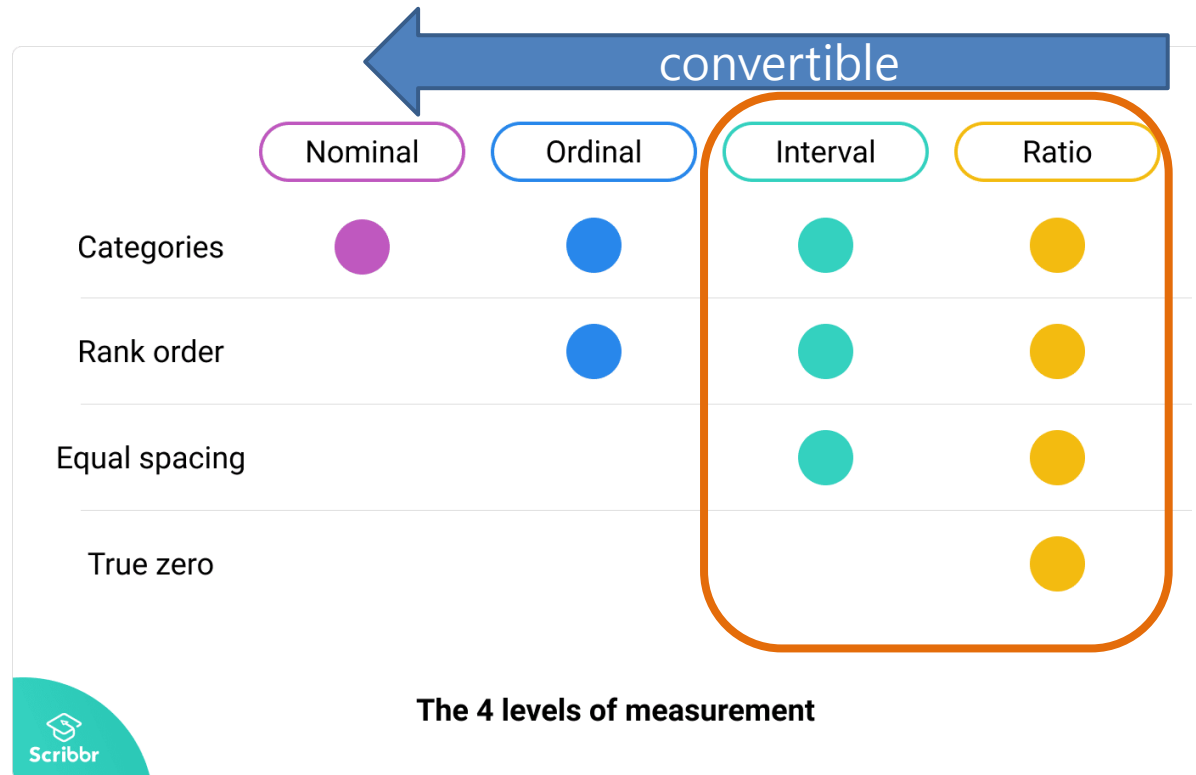 convertible
Nominal Ordinal Interval Ratio
Categories
Rank order
Equal spacing
True zero
The 4 levels of measurement
Scribbr